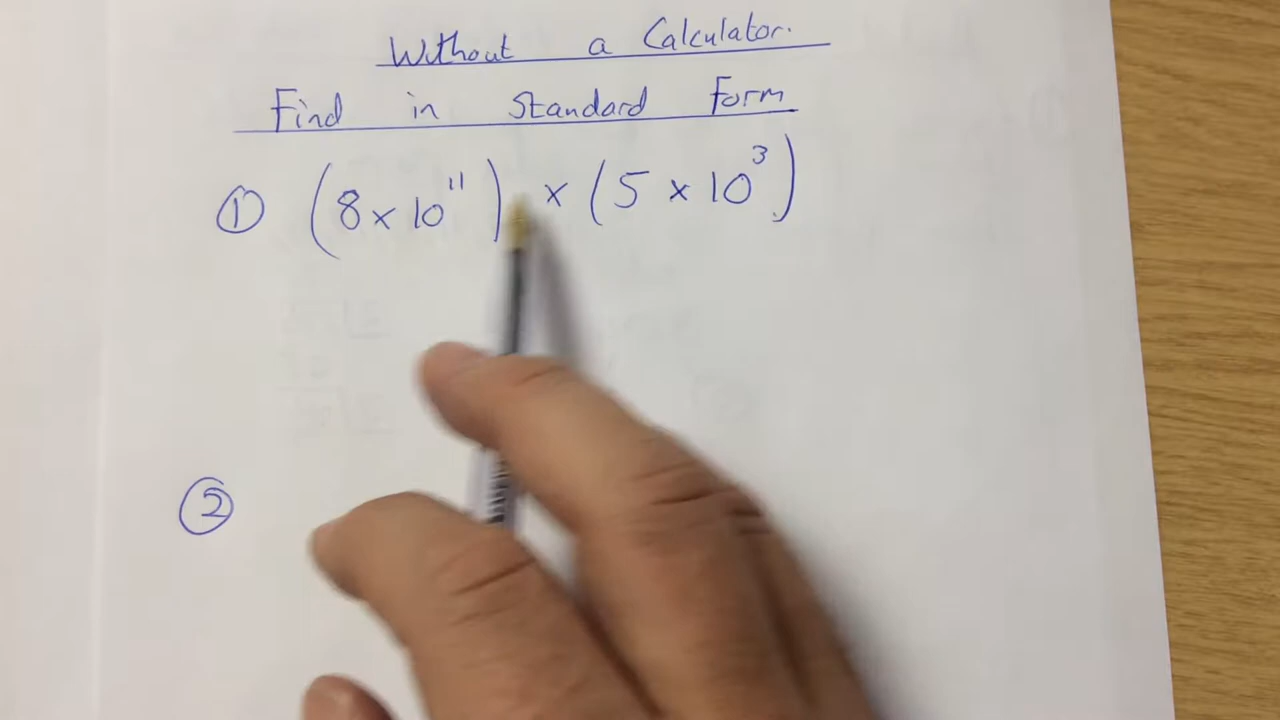 Without a Calculator.
Find in Standard Form
① (8 × 10¹¹) × (5 × 10³)
②